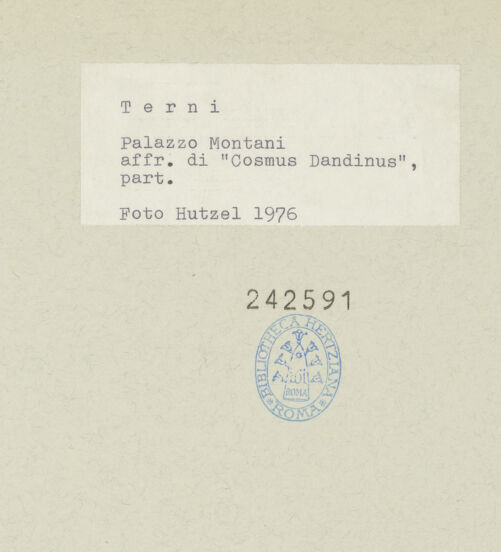 T e r n i
Palazzo Montani
affr. di "Cosmus Dandinus",
part.
Foto Hutzel 1976
242591
BIBLIOTHECA HERTZIANA
ROMA
ROMA